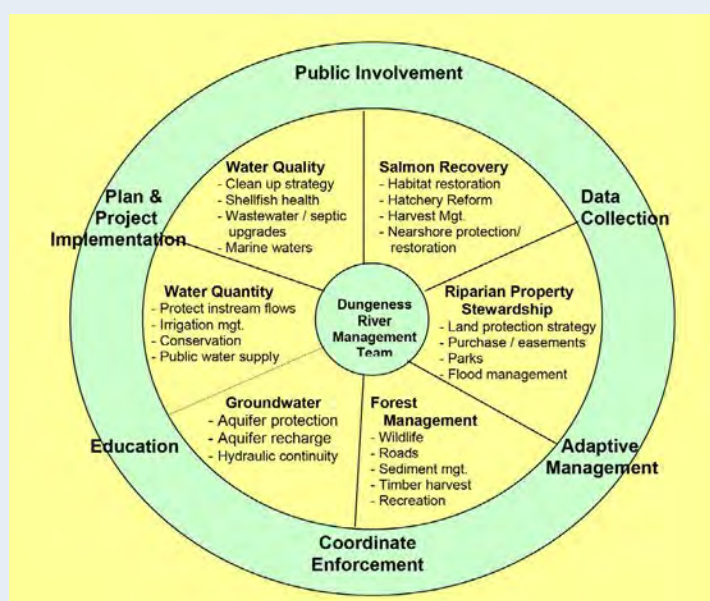 Public Involvement
Water Quality
- Clean up strategy
- Shellfish health
- Wastewater / septic
upgrades
- Marine waters
Salmon Recovery
- Habitat restoration
- Hatchery Reform
- Harvest Mgt.
- Nearshore protection/
restoration
Plan &
Project
Implementation
Data
Collection
Water Quantity
- Protect instream flows
- Irrigation mgt.
- Conservation
- Public water supply
Dungeness
River
Management
Team
Riparian Property
Stewardship
- Land protection strategy
- Purchase / easements
- Parks
- Flood management
Groundwater
- Aquifer protection
- Aquifer recharge
- Hydraulic continuity
Forest
Management
- Wildlife
- Roads
- Sediment mgt.
- Timber harvest
- Recreation
Education
Adaptive
Management
Coordinate
Enforcement